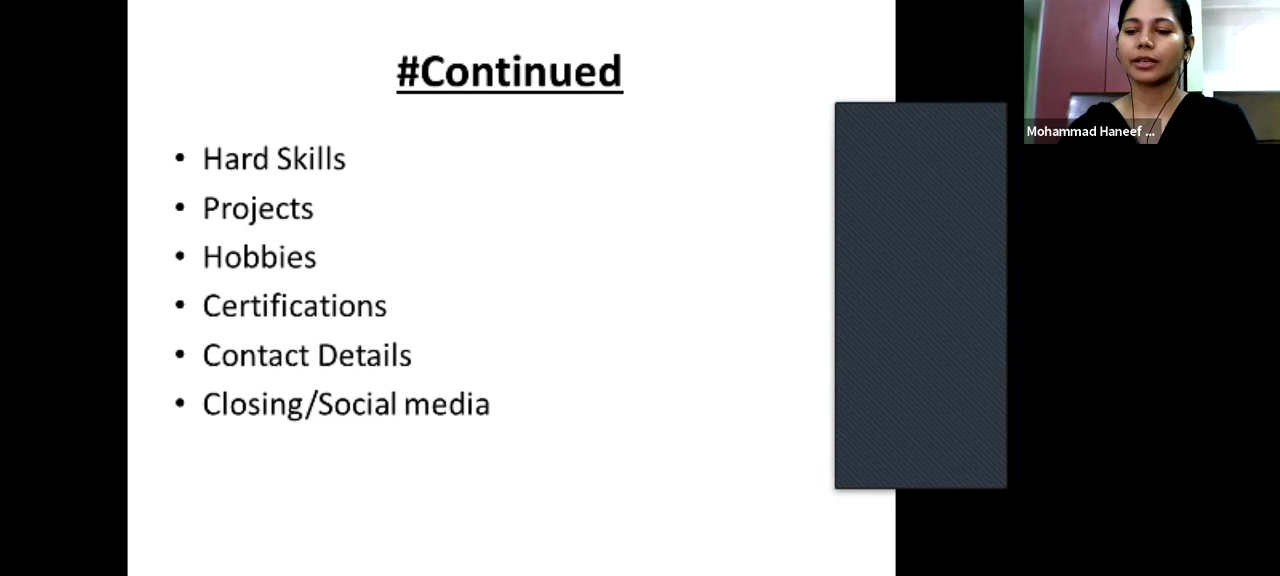 #Continued
• Hard Skills
• Projects
• Hobbies
• Certifications
• Contact Details
• Closing/Social media
Mohammad Haneef ...